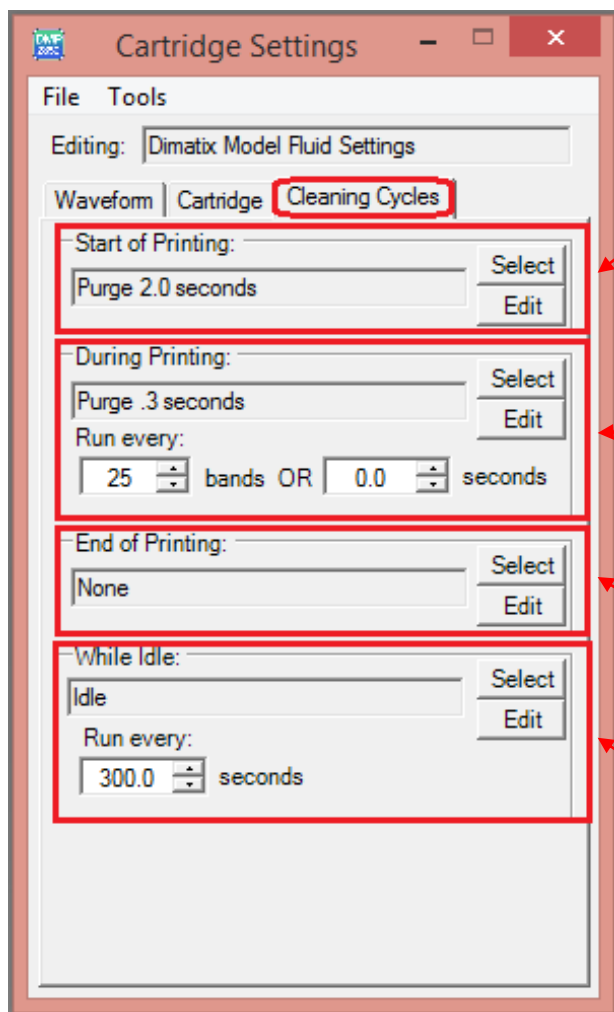 Cartridge Settings
File Tools
Editing: Dimatix Model Fluid Settings
Waveform Cartridge Cleaning Cycles
Start of Printing:
Select
Purge 2.0 seconds
Edit
During Printing:
Select
Purge .3 seconds
Edit
Run every:
25 bands OR 0.0 seconds
End of Printing:
Select
None
Edit
While Idle:
Select
Idle
Edit
Run every:
300.0 seconds